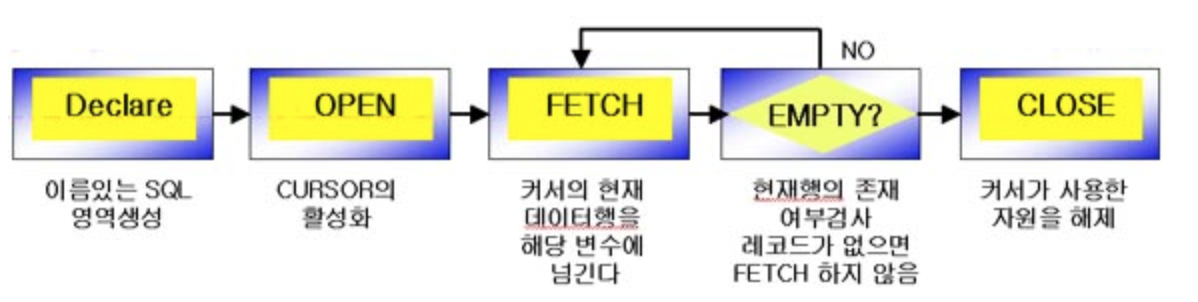 NO
Declare
OPEN
FETCH
EMPTY?
CLOSE
이름있는 SQL
영역생성
CURSOR의
활성화
커서의 현재
데이터행을
해당 변수에
넘긴다
현재행의 존재
여부검사
레코드가 없으면
FETCH 하지 않음
커서가 사용한
자원을 해제